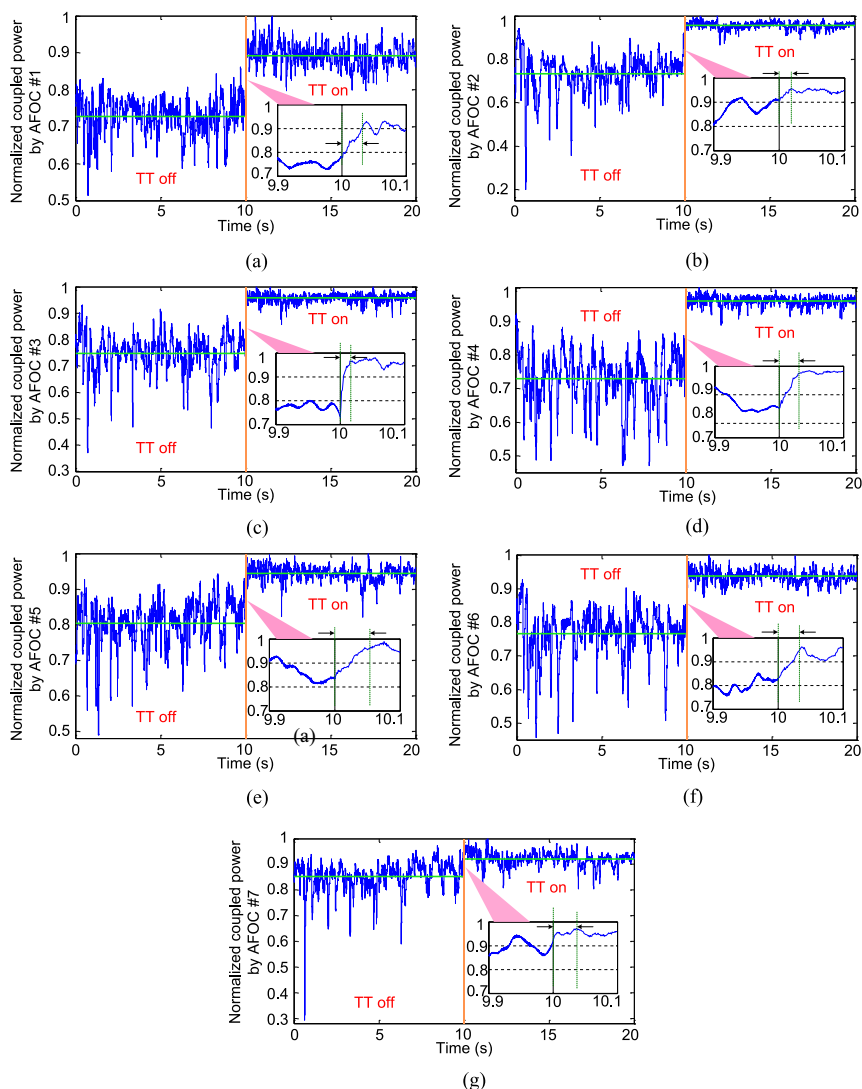 Normalized coupled power
by AFOC #1
1
0.9
0.8
0.7
0.6
0.5
TT on
TT off
1
0.9
0.8
0.7
9.9 10 10.1
0 5 10 15 20
Time (s)
(a)
Normalized coupled power
by AFOC #2
1
0.8
0.6
0.4
0.2
TT on
TT off
1
0.9
0.8
0.7
9.9 10 10.1
0 5 10 15 20
Time (s)
(b)
Normalized coupled power
by AFOC #3
1
0.9
0.8
0.7
0.6
0.5
0.4
0.3
TT on
TT off
1
0.9
0.8
0.7
9.9 10 10.1
0 5 10 15 20
Time (s)
(c)
Normalized coupled power
by AFOC #4
1
0.9
0.8
0.7
0.6
0.5
TT off
TT on
1
0.9
0.8
0.7
9.9 10 10.1
0 5 10 15 20
Time (s)
(d)
Normalized coupled power
by AFOC #5
1
0.9
0.8
0.7
0.6
0.5
TT on
TT off
1
0.9
0.8
0.7
9.9 10 10.1
(a)
0 5 10 15 20
Time (s)
(e)
Normalized coupled power
by AFOC #6
1
0.9
0.8
0.7
0.6
0.5
TT off
TT on
1
0.9
0.8
0.7
9.9 10 10.1
0 5 10 15 20
Time (s)
(f)
Normalized coupled power
by AFOC #7
1
0.9
0.8
0.7
0.6
0.5
0.4
0.3
TT on
TT off
1
0.9
0.8
0.7
9.9 10 10.1
0 5 10 15 20
Time (s)
(g)